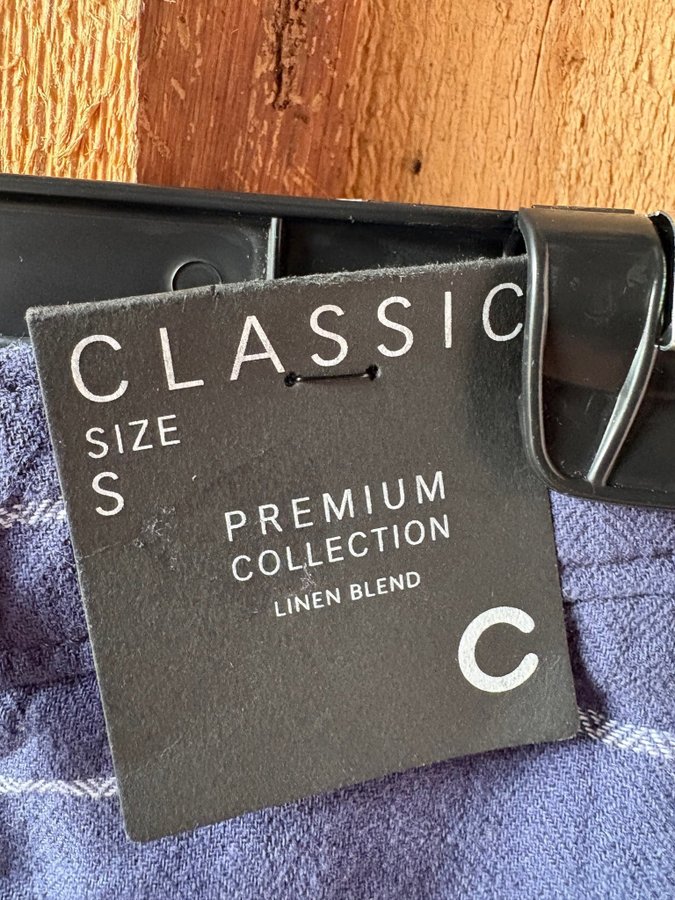 CLASSIC
SIZE
S
PREMIUM
COLLECTION
LINEN BLEND
C